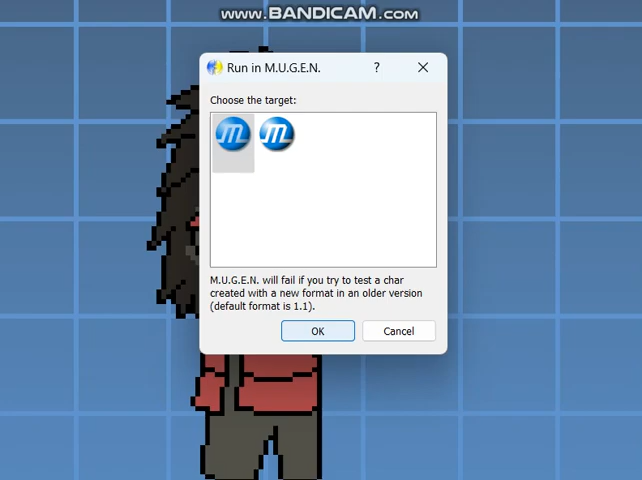 www.BANDICAM.com
Run in M.U.G.E.N.
Choose the target:
M.U.G.E.N. will fail if you try to test a char
created with a new format in an older version
(default format is 1.1).
OK
Cancel